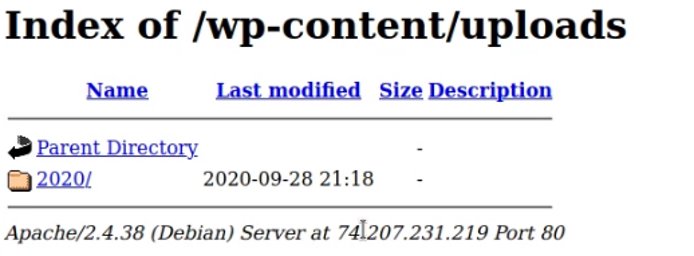 Index of /wp-content/uploads
Name Last modified Size Description
Parent Directory -
2020/ 2020-09-28 21:18 -
Apache/2.4.38 (Debian) Server at 74.207.231.219 Port 80